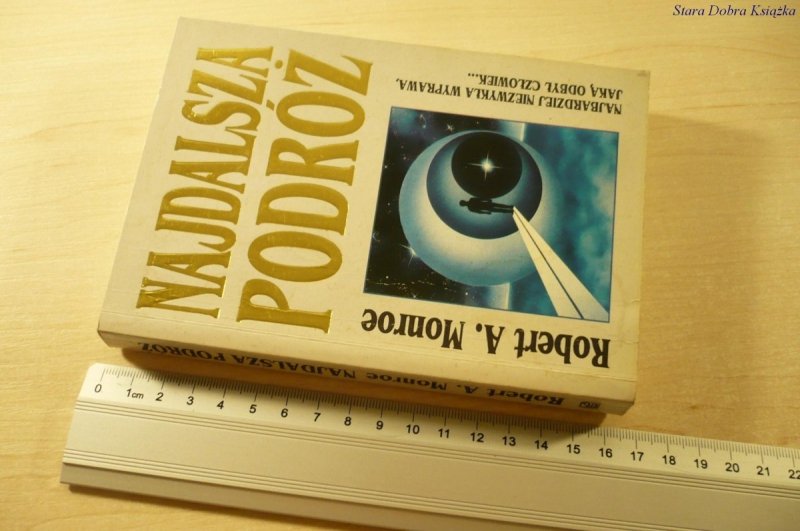 Stara Dobra Książka
Robert A. Monroe
NAJDALSZA
PODRÓŻ
NAJBARDZIEJ NIEZWYKŁA WYPRAWA,
JAKĄ ODBYŁ CZŁOWIEK...
Robert A. Monroe NAJDALSZA PODRÓŻ
0 1cm 2 3 4 5 6 7 8 9 10 11 12 13 14 15 16 17 18 19 20 21 22